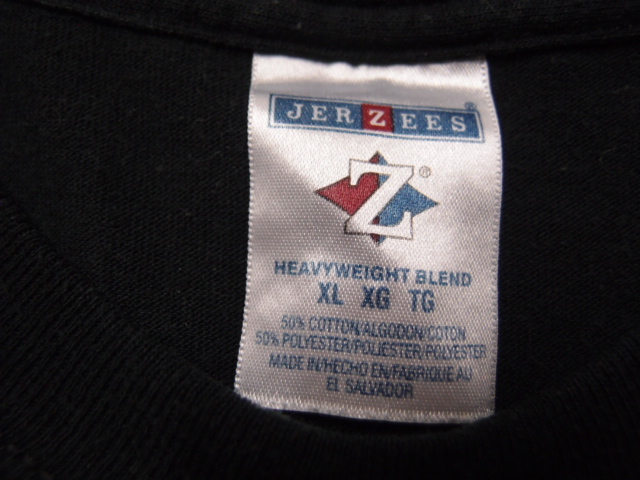 JERZEES®
Z®
HEAVYWEIGHT BLEND
XL XG TG
50% COTTON/ALGODON/COTON
50% POLYESTER/POLIESTER/POLYESTER
MADE IN/HECHO EN/FABRIQUE AU
EL SALVADOR